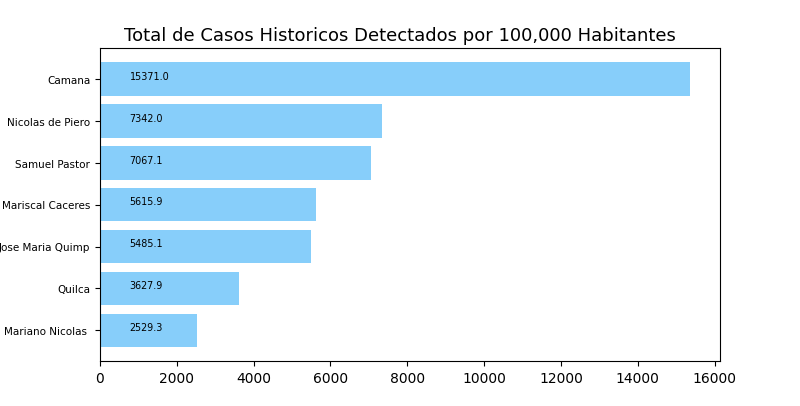 Total de Casos Historicos Detectados por 100,000 Habitantes
Camana 15371.0
Nicolas de Piero 7342.0
Samuel Pastor 7067.1
Mariscal Caceres 5615.9
Jose Maria Quimp 5485.1
Quilca 3627.9
Mariano Nicolas 2529.3
0 2000 4000 6000 8000 10000 12000 14000 16000